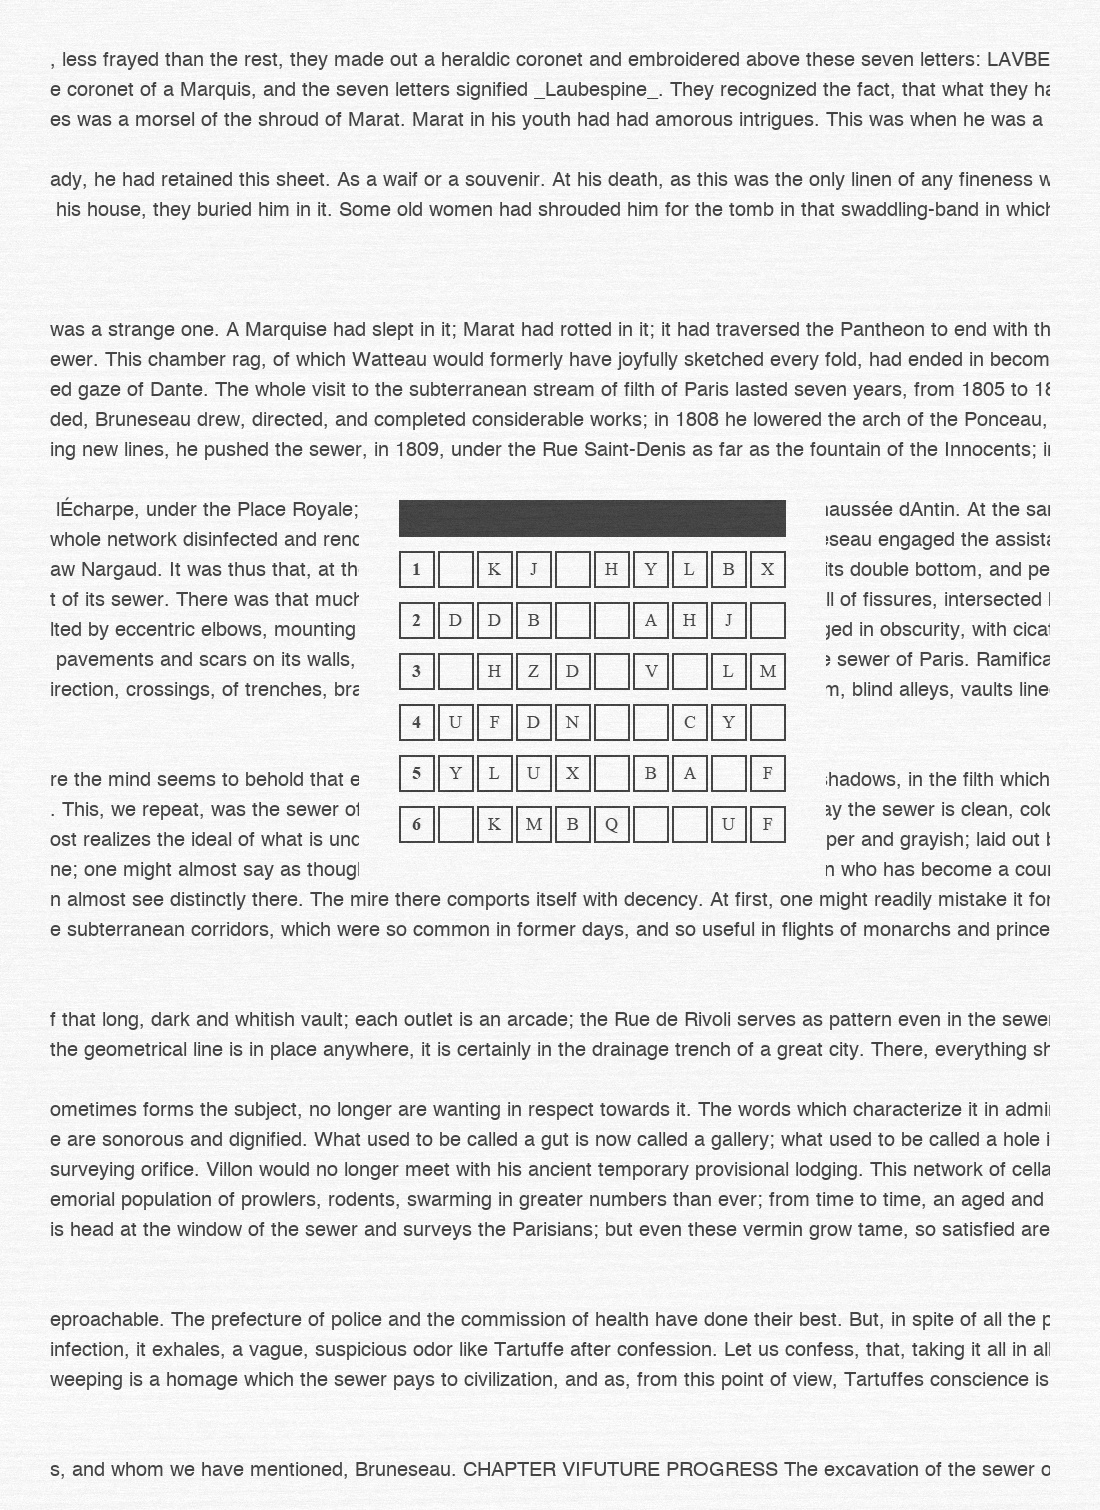 , less frayed than the rest, they made out a heraldic coronet and embroidered above these seven letters: LAVBE
e coronet of a Marquis, and the seven letters signified _Laubespine_. They recognized the fact, that what they ha
es was a morsel of the shroud of Marat. Marat in his youth had had amorous intrigues. This was when he was a
ady, he had retained this sheet. As a waif or a souvenir. At his death, as this was the only linen of any fineness w
his house, they buried him in it. Some old women had shrouded him for the tomb in that swaddling-band in which
was a strange one. A Marquise had slept in it; Marat had rotted in it; it had traversed the Pantheon to end with th
ewer. This chamber rag, of which Watteau would formerly have joyfully sketched every fold, had ended in becom
ed gaze of Dante. The whole visit to the subterranean stream of filth of Paris lasted seven years, from 1805 to 18
ded, Bruneseau drew, directed, and completed considerable works; in 1808 he lowered the arch of the Ponceau,
ing new lines, he pushed the sewer, in 1809, under the Rue Saint-Denis as far as the fountain of the Innocents; in
lÉcharpe, under the Place Royale;
whole network disinfected and rend
aw Nargaud. It was thus that, at the
t of its sewer. There was that much
lted by eccentric elbows, mounting
pavements and scars on its walls,
irection, crossings, of trenches, bra
re the mind seems to behold that e
. This, we repeat, was the sewer of
ost realizes the ideal of what is und
ne; one might almost say as though
1 K J H Y L B X
2 D D B A H J
3 H Z D V L M
4 U F D N C Y
5 Y L U X B A F
6 K M B Q U F
haussée dAntin. At the sam
eseau engaged the assista
its double bottom, and pe
ll of fissures, intersected b
ged in obscurity, with cicat
e sewer of Paris. Ramifica
m, blind alleys, vaults line
shadows, in the filth which
ay the sewer is clean, cold
per and grayish; laid out b
n who has become a coun
n almost see distinctly there. The mire there comports itself with decency. At first, one might readily mistake it for
e subterranean corridors, which were so common in former days, and so useful in flights of monarchs and prince
f that long, dark and whitish vault; each outlet is an arcade; the Rue de Rivoli serves as pattern even in the sewer
the geometrical line is in place anywhere, it is certainly in the drainage trench of a great city. There, everything sh
ometimes forms the subject, no longer are wanting in respect towards it. The words which characterize it in admin
e are sonorous and dignified. What used to be called a gut is now called a gallery; what used to be called a hole i
surveying orifice. Villon would no longer meet with his ancient temporary provisional lodging. This network of cella
emorial population of prowlers, rodents, swarming in greater numbers than ever; from time to time, an aged and
is head at the window of the sewer and surveys the Parisians; but even these vermin grow tame, so satisfied are
eproachable. The prefecture of police and the commission of health have done their best. But, in spite of all the p
infection, it exhales, a vague, suspicious odor like Tartuffe after confession. Let us confess, that, taking it all in all
weeping is a homage which the sewer pays to civilization, and as, from this point of view, Tartuffes conscience is
s, and whom we have mentioned, Bruneseau. CHAPTER VIFUTURE PROGRESS The excavation of the sewer o